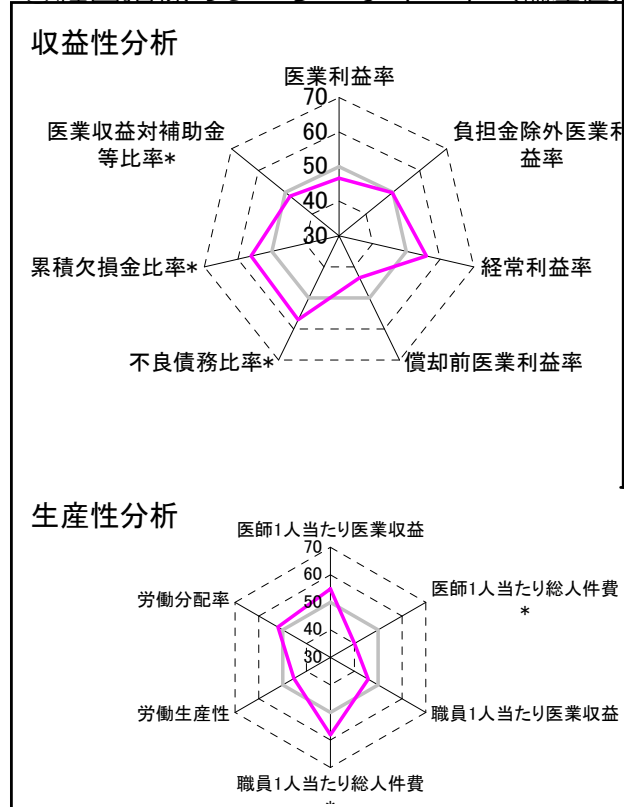 収益性分析
医業利益率
70
60
50
40
30
負担金除外医業利
益率
経常利益率
償却前医業利益率
不良債務比率*
累積欠損金比率*
医業収益対補助金
等比率*
生産性分析
医師1人当たり医業収益
70
60
50
40
30
医師1人当たり総人件費
*
職員1人当たり医業収益
職員1人当たり総人件費
*
労働生産性
労働分配率